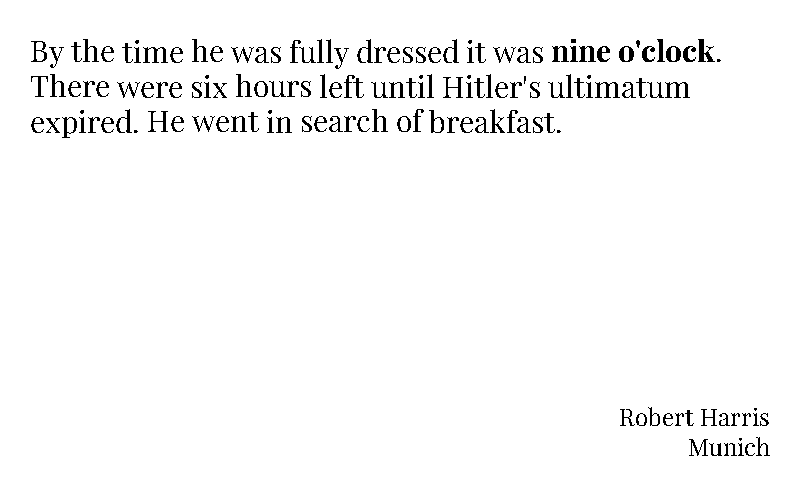 By the time he was fully dressed it was nine o'clock.
There were six hours left until Hitler's ultimatum
expired. He went in search of breakfast.
Robert Harris
Munich